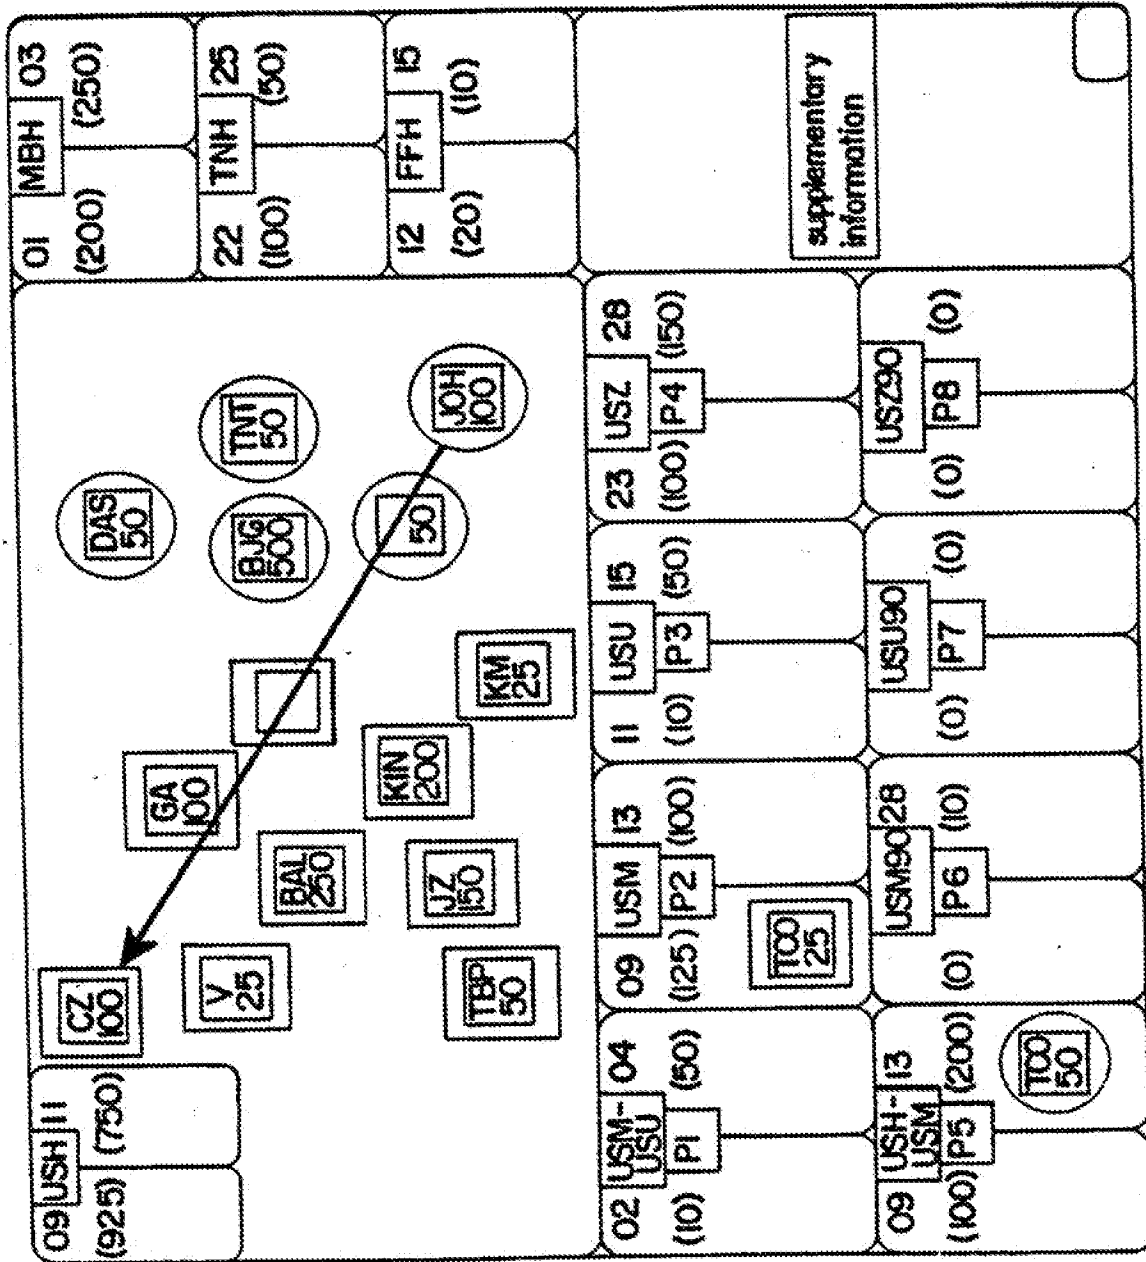 09 USH 11
(925) (750)
01 MBH 03
(200) (250)
22 TNH 25
(100) (50)
12 FFH 15
(20) (10)
CZ
100
V
25
TBP
50
GA
100
BAL
250
JZ
150
KIN
200
KM
25
DAS
50
BJG
500
50
TNT
50
JOH
100
02 USM-USU 04
(10) P1 (50)
09 USM 13
(125) P2 (100)
TCO
25
11 USU 15
(10) P3 (50)
23 USZ 28
(100) P4 (150)
09 USH-USM 13
(100) P5 (200)
TCO
50
USM90 28
(0) P6 (10)
USU90
(0) P7 (0)
USZ90
(0) P8 (0)
supplementary
information